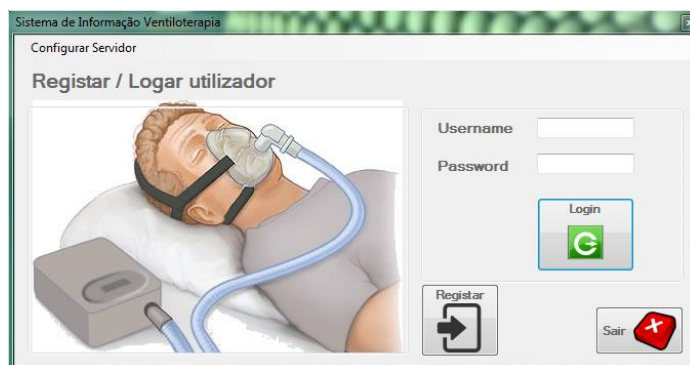 Sistema de Informação Ventiloterapia
Configurar Servidor
Registar / Logar utilizador
Username
Password
Login
Registar
Sair